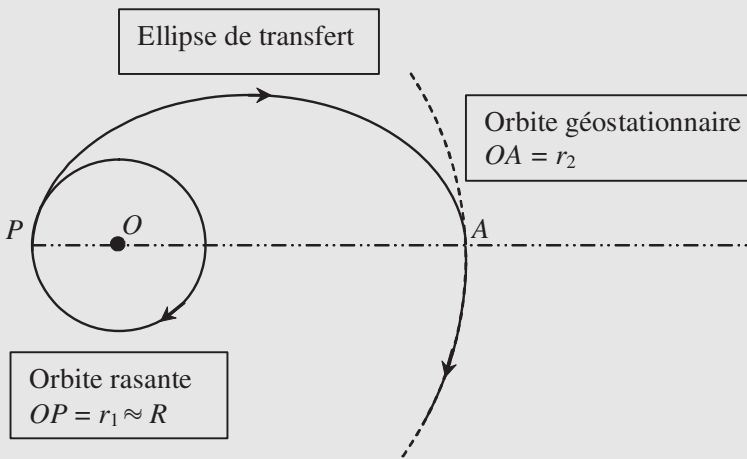 Ellipse de transfert
Orbite géostationnaire
OA = r₂
P
O
A
Orbite rasante
OP = r₁ ≈ R